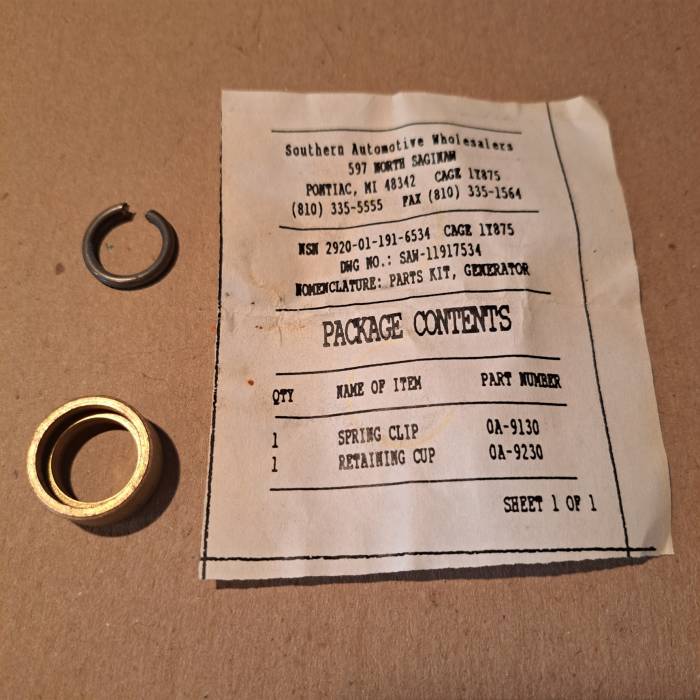 Southern Automotive Wholesalers
597 NORTH SAGINAW
PONTIAC, MI 48342 CAGE 1Y875
(810) 335-5555 FAX (810) 335-1564
NSN 2920-01-191-6534 CAGE 1Y875
DWG NO.: SAW-11917534
NOMENCLATURE: PARTS KIT, GENERATOR
PACKAGE CONTENTS
QTY NAME OF ITEM PART NUMBER
1 SPRING CLIP OA-9130
1 RETAINING CUP OA-9230
SHEET 1 OF 1